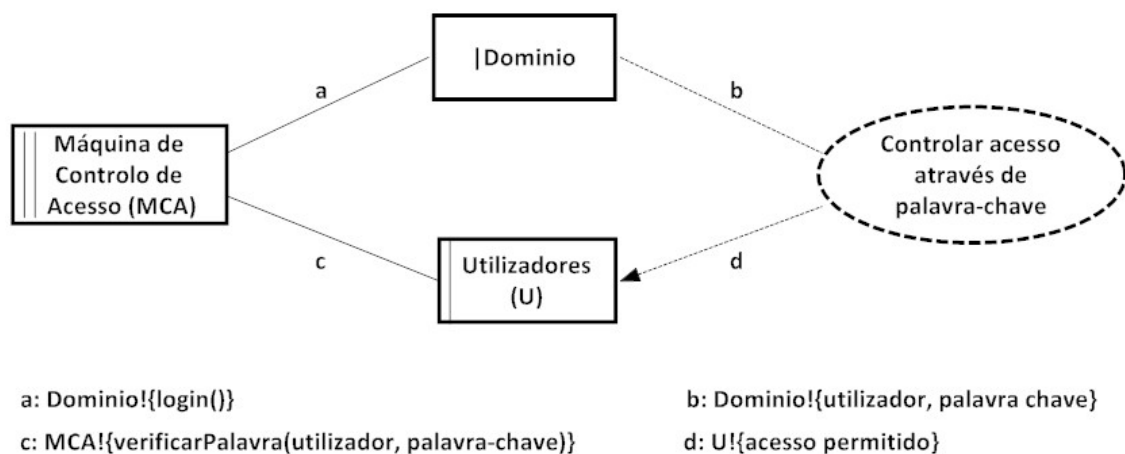 |Dominio
a
b
Máquina de
Controlo de
Acesso (MCA)
Controlar acesso
através de
palavra-chave
c
Utilizadores
(U)
d
a: Dominio!{login()}
b: Dominio!{utilizador, palavra chave}
c: MCA!{verificarPalavra(utilizador, palavra-chave)}
d: U!{acesso permitido}